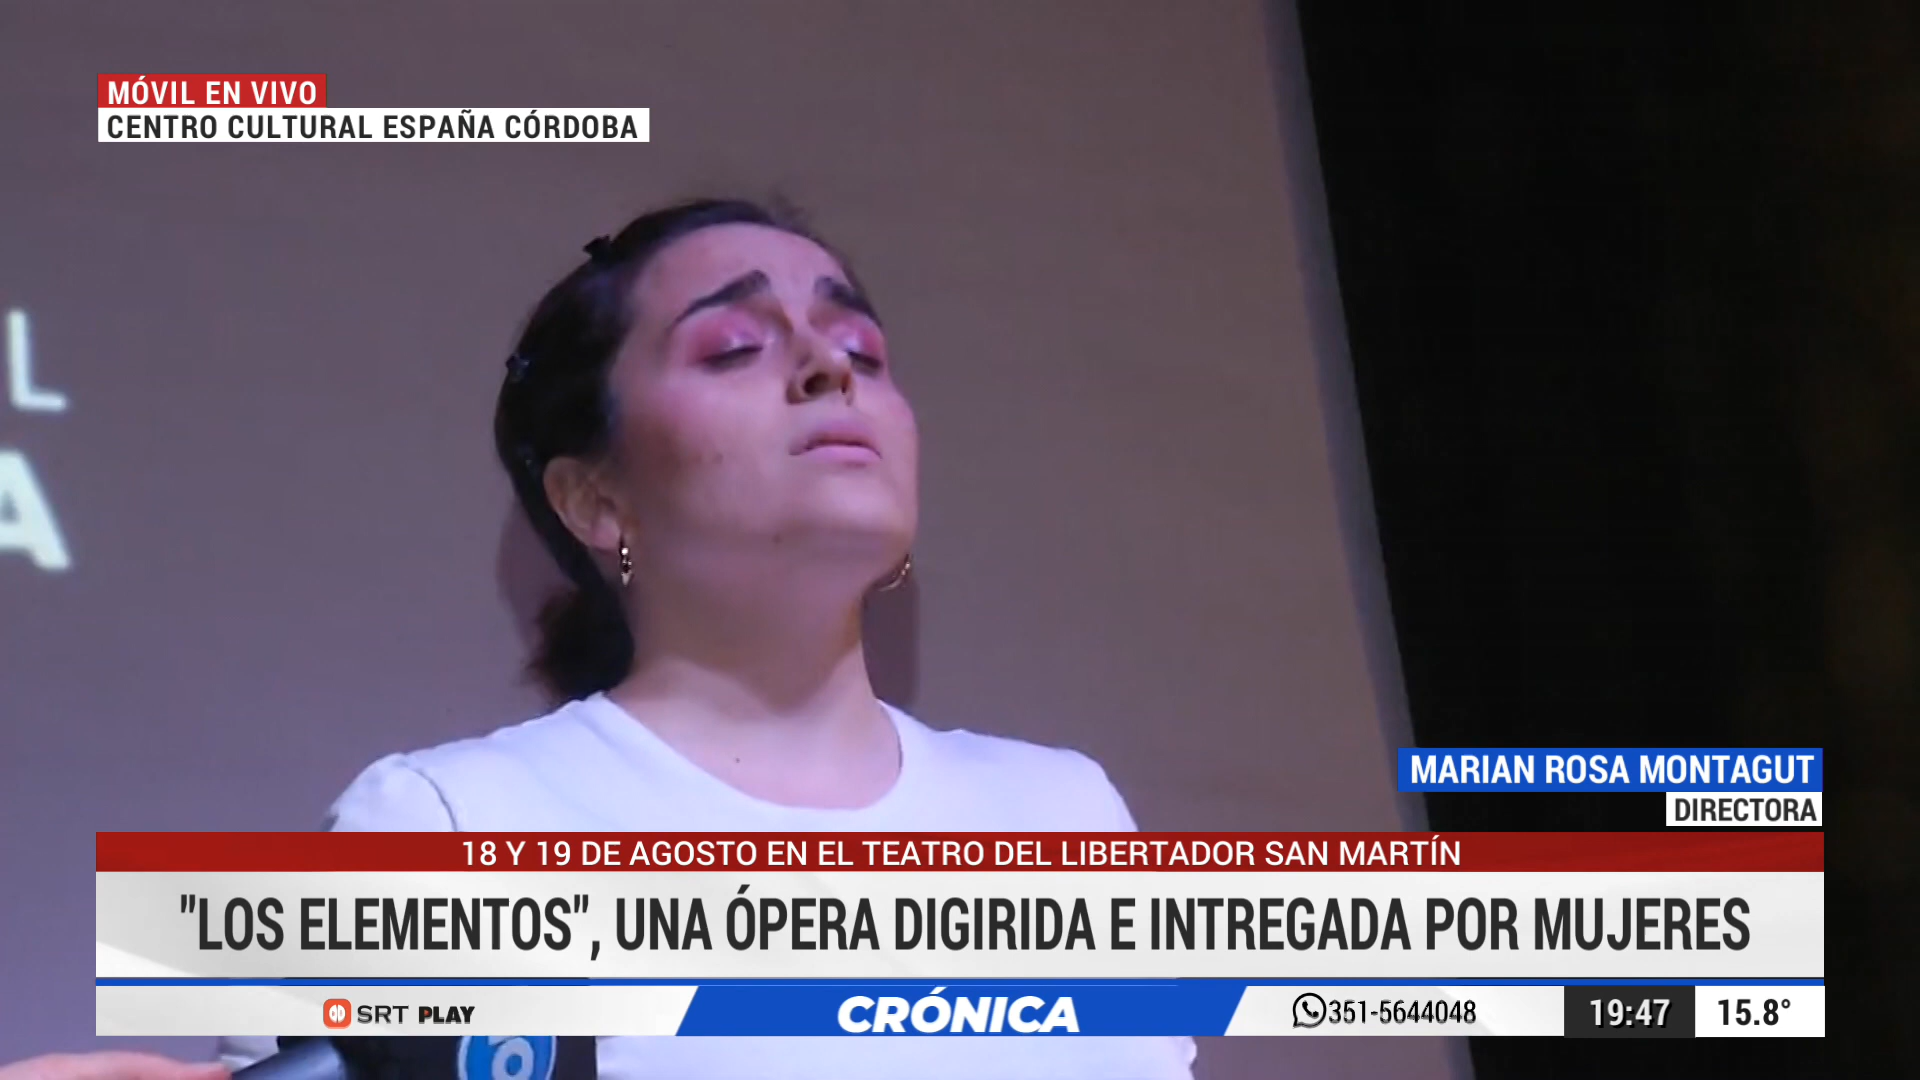 MÓVIL EN VIVO
CENTRO CULTURAL ESPAÑA CÓRDOBA
L
A
MARIAN ROSA MONTAGUT
DIRECTORA
18 Y 19 DE AGOSTO EN EL TEATRO DEL LIBERTADOR SAN MARTÍN
"LOS ELEMENTOS", UNA ÓPERA DIGIRIDA E INTREGADA POR MUJERES
SRT PLAY
CRÓNICA
351-5644048
19:47
15.8°